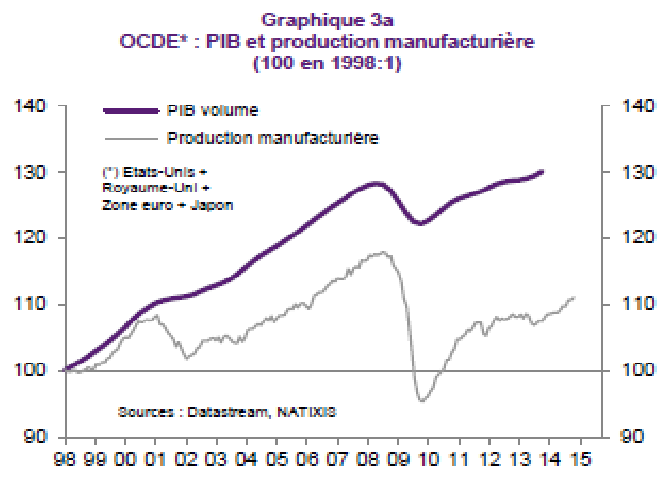 Graphique 3a
OCDE* : PIB et production manufacturière
(100 en 1998:1)
140 140
PIB volume
Production manufacturière
130 130
(*) Etats-Unis +
Royaume-Uni +
Zone euro + Japon
120 120
110 110
100 100
Sources : Datastream, NATIXIS
90 90
98 99 00 01 02 03 04 05 06 07 08 09 10 11 12 13 14 15